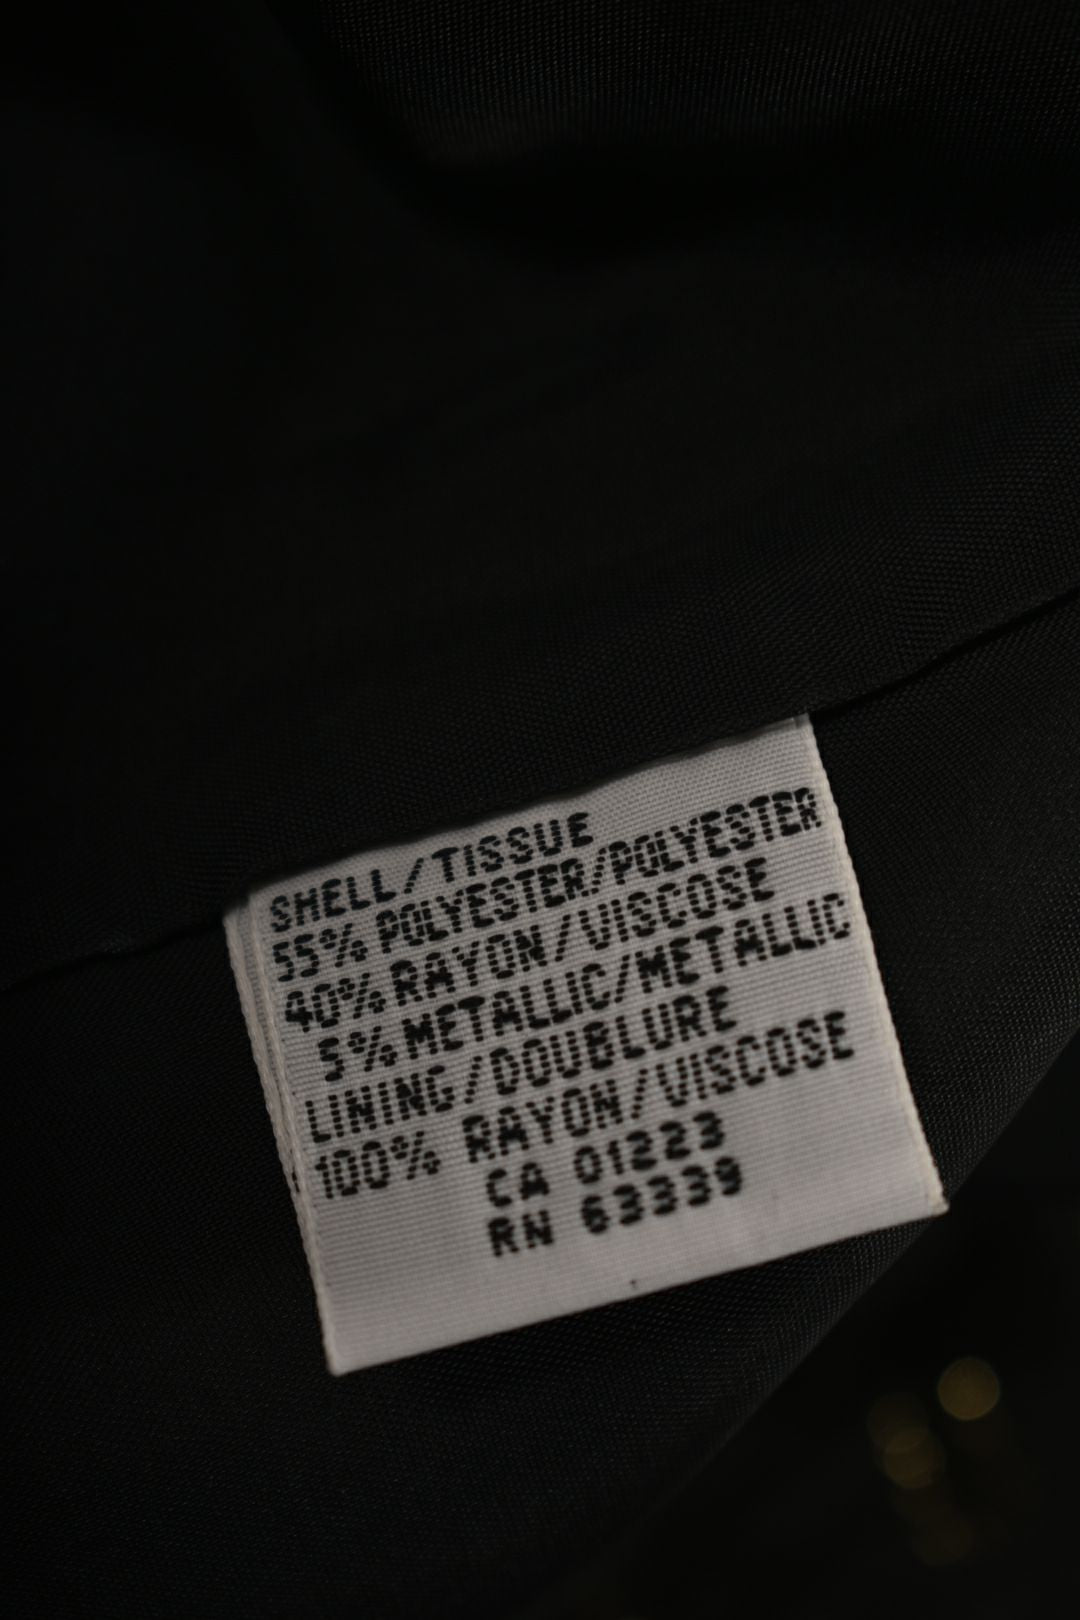 SHELL/TISSUE
55% POLYESTER/POLYESTER
40% RAYON/VISCOSE
5% METALLIC/METALLIC
LINING/DOUBLURE
100% RAYON/VISCOSE
CA 01223
RN 63339